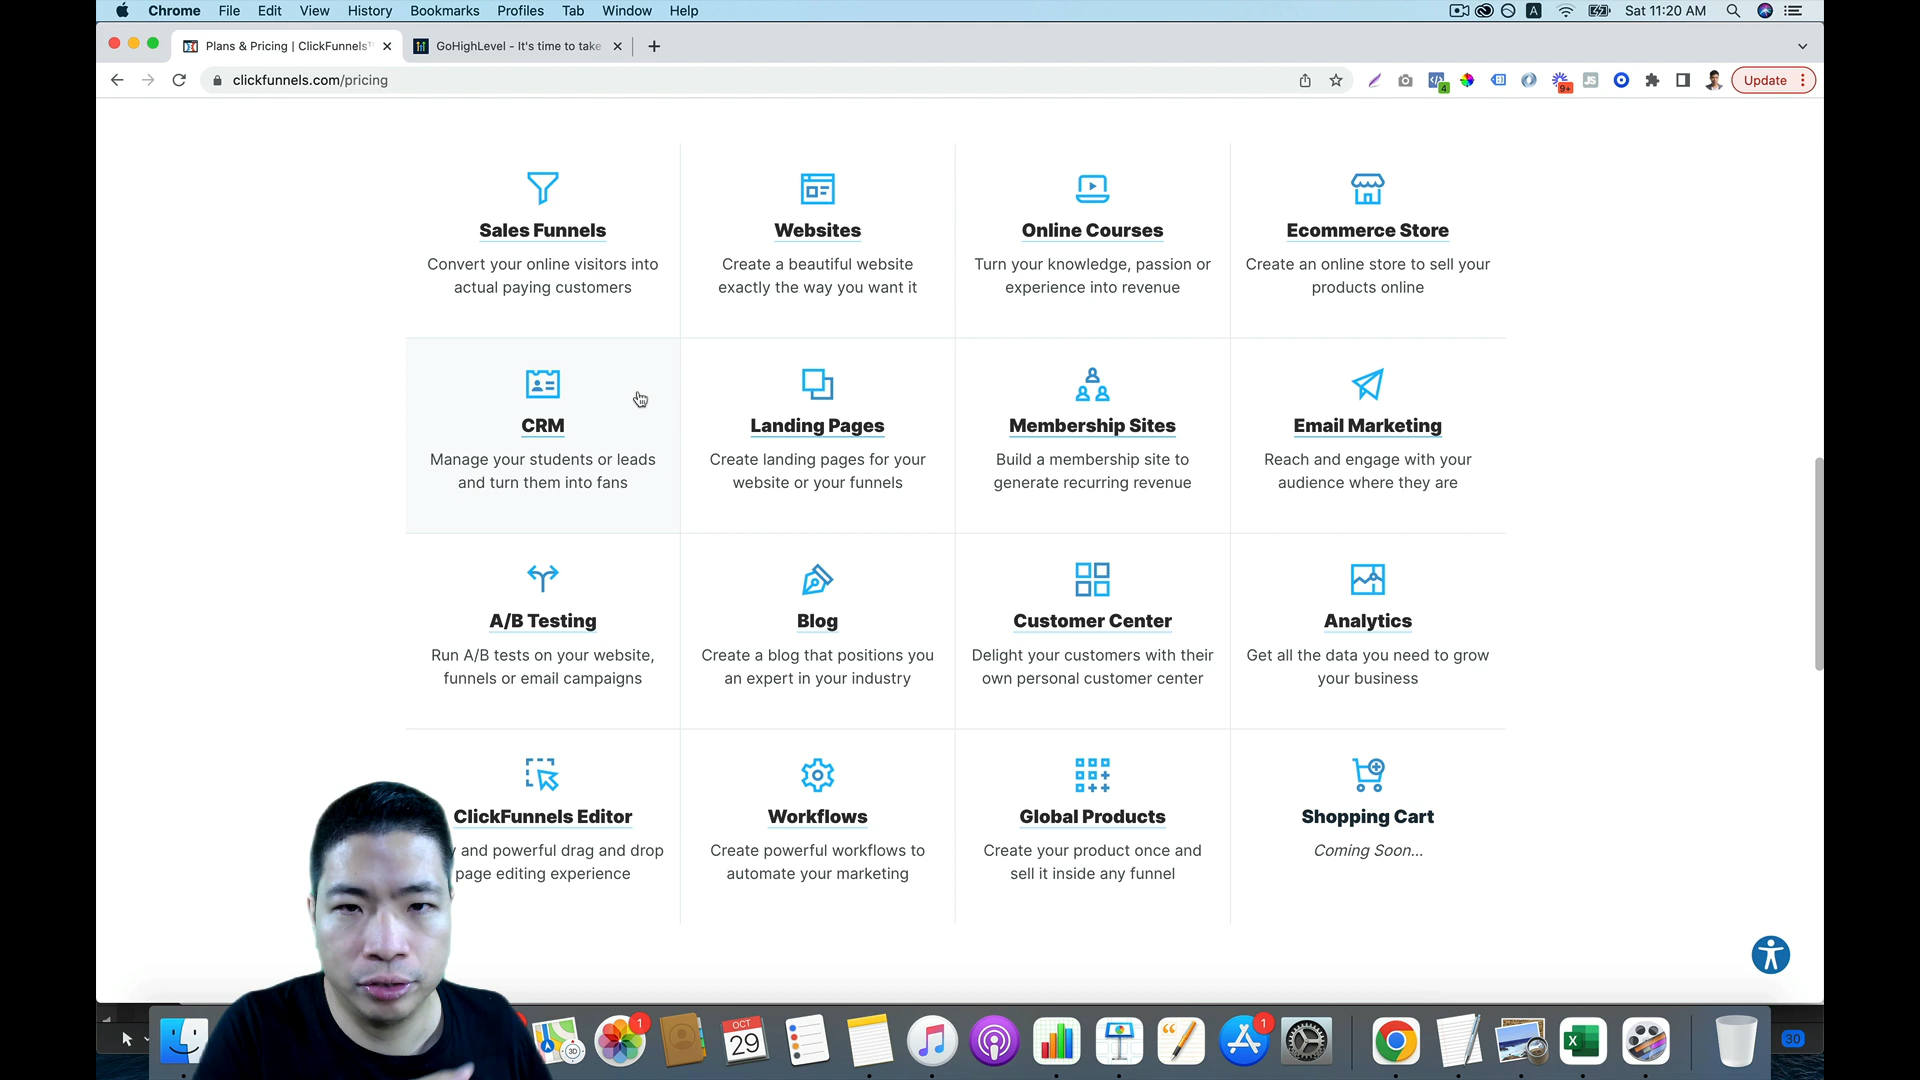 Chrome File Edit View History Bookmarks Profiles Tab Window Help
A
Sat 11:20 AM
Plans & Pricing | ClickFunnels™
GoHighLevel - It's time to take
clickfunnels.com/pricing
4
9+
JS
Update
Sales Funnels
Convert your online visitors into
actual paying customers
Websites
Create a beautiful website
exactly the way you want it
Online Courses
Turn your knowledge, passion or
experience into revenue
Ecommerce Store
Create an online store to sell your
products online
CRM
Manage your students or leads
and turn them into fans
Landing Pages
Create landing pages for your
website or your funnels
Membership Sites
Build a membership site to
generate recurring revenue
Email Marketing
Reach and engage with your
audience where they are
A/B Testing
Run A/B tests on your website,
funnels or email campaigns
Blog
Create a blog that positions you
an expert in your industry
Customer Center
Delight your customers with their
own personal customer center
Analytics
Get all the data you need to grow
your business
ClickFunnels Editor
and powerful drag and drop
page editing experience
Workflows
Create powerful workflows to
automate your marketing
Global Products
Create your product once and
sell it inside any funnel
Shopping Cart
Coming Soon...
3D
1
OCT
29
1
X
30